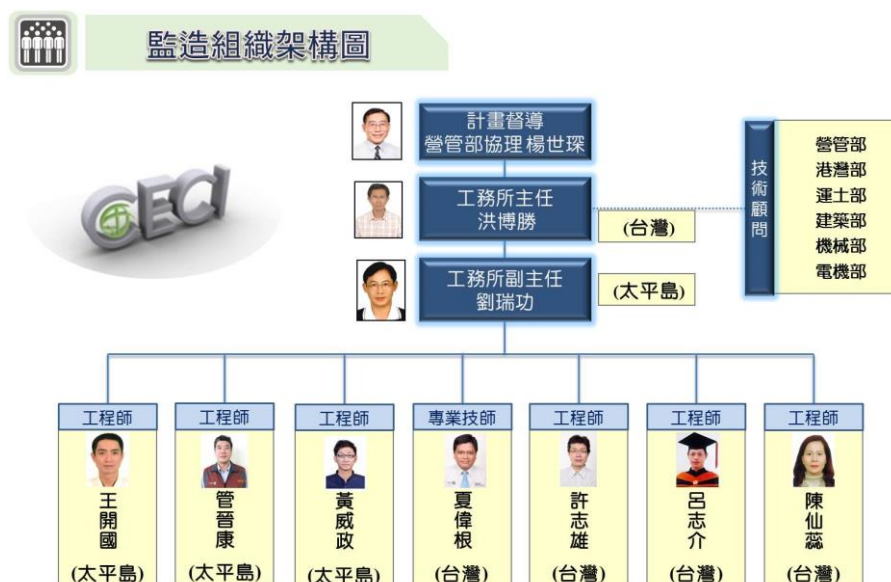 監造組織架構圖
CECI
計畫督導
營管部協理 楊世琛
工務所主任
洪博勝
(台灣)
工務所副主任
劉瑞功
(太平島)
技術顧問
營管部
港灣部
運土部
建築部
機械部
電機部
工程師
王開國
(太平島)
工程師
管晉康
(太平島)
工程師
黃威政
(太平島)
專業技師
夏偉根
(台灣)
工程師
許志雄
(台灣)
工程師
呂志介
(台灣)
工程師
陳仙蕊
(台灣)